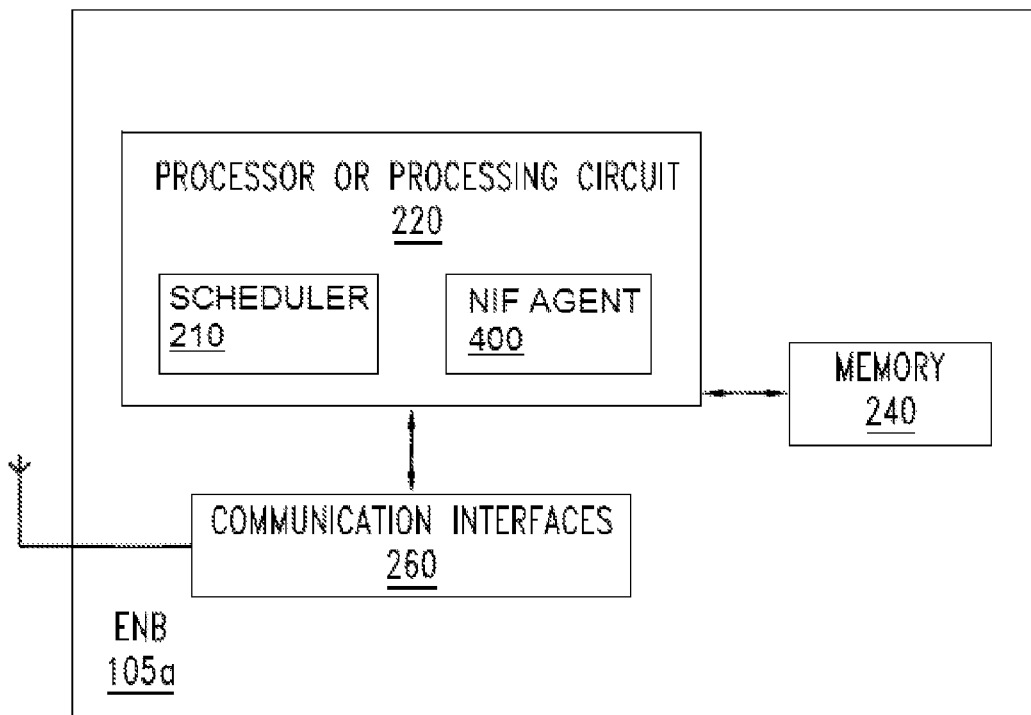 PROCESSOR OR PROCESSING CIRCUIT
220
SCHEDULER
210
NIF AGENT
400
MEMORY
240
COMMUNICATION INTERFACES
260
ENB
105a